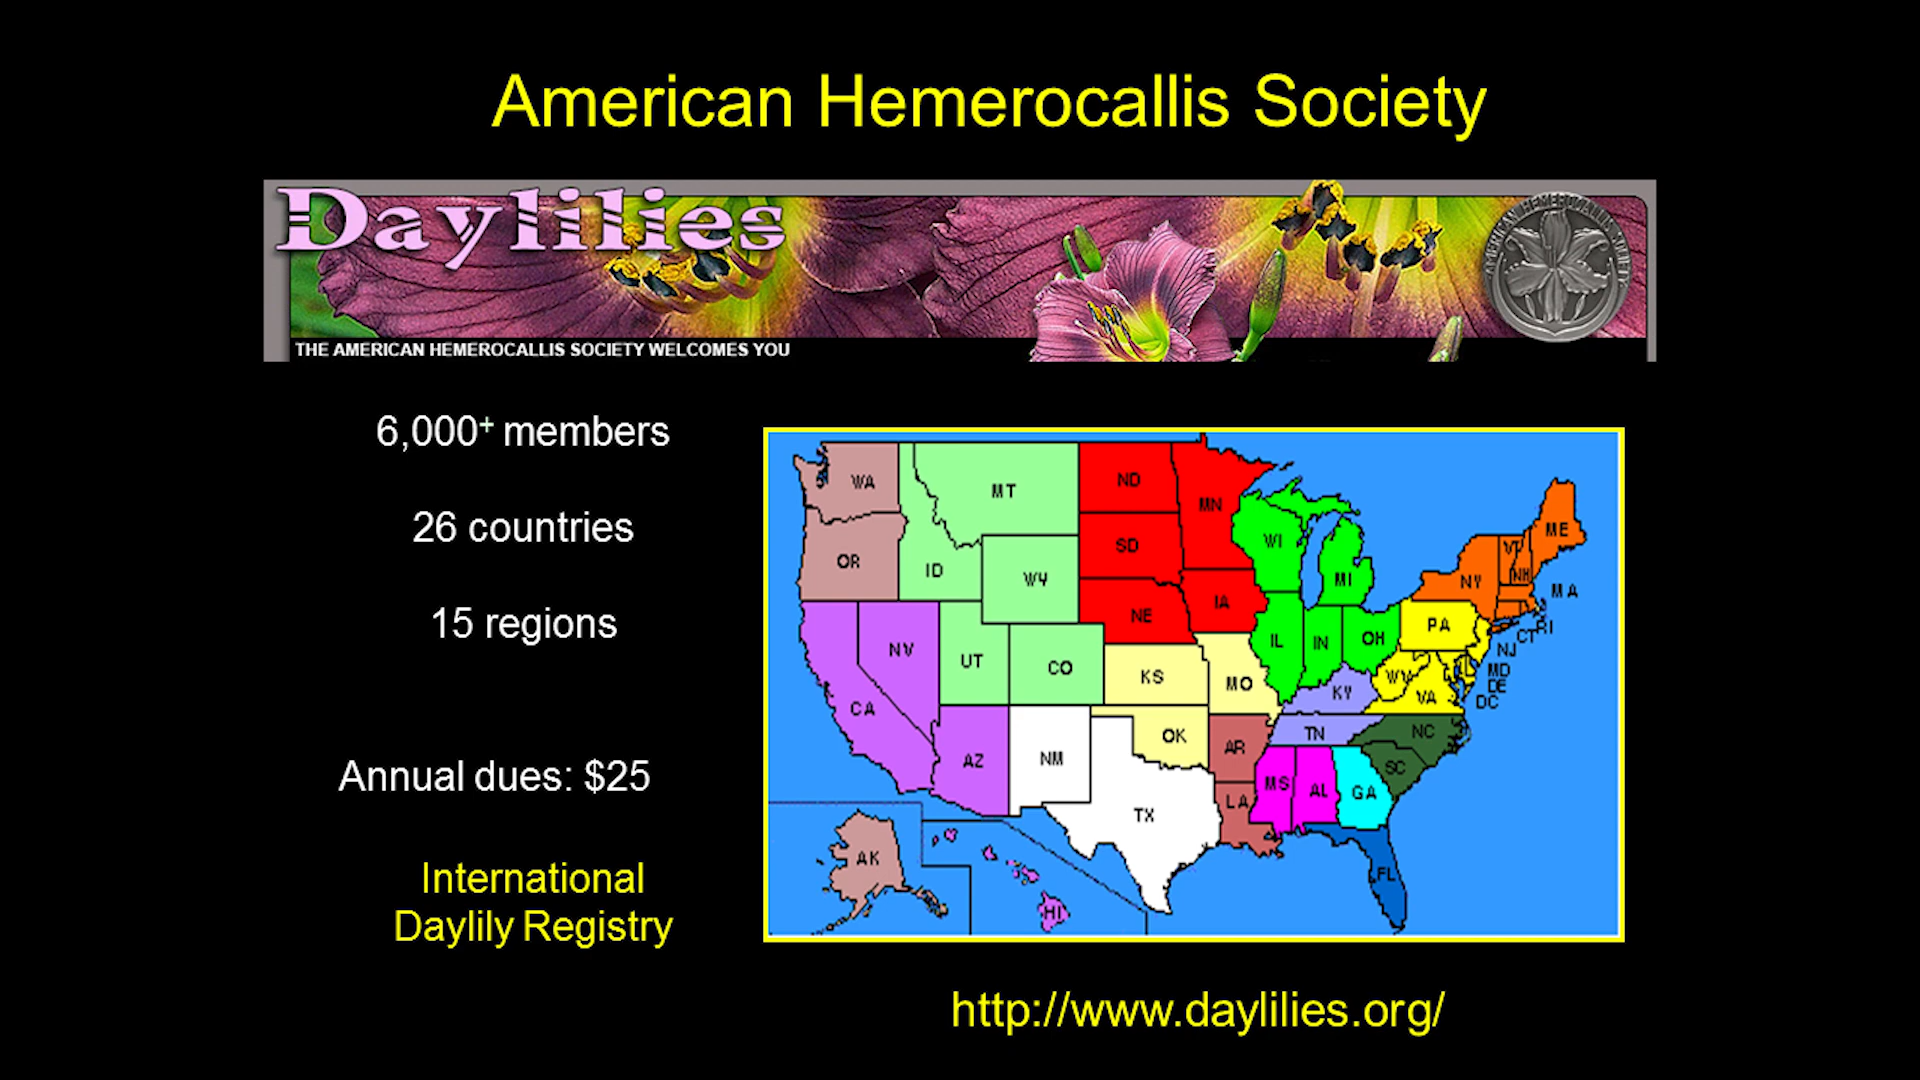 American Hemerocallis Society
Daylilies
AMERICAN HEMEROCALLIS SOCIETY
THE AMERICAN HEMEROCALLIS SOCIETY WELCOMES YOU
6,000+ members
26 countries
15 regions
Annual dues: $25
International
Daylily Registry
WA
MT
ND
MN
OR
ID
WY
SD
WI
MI
ME
VT
NH
NY
MA
NE
IA
CT
RI
NV
UT
CO
KS
MO
IL
IN
OH
PA
NJ
MD
DE
DC
WV
VA
KY
CA
AZ
NM
OK
AR
TN
NC
SC
TX
LA
MS
AL
GA
FL
AK
HI
http://www.daylilies.org/